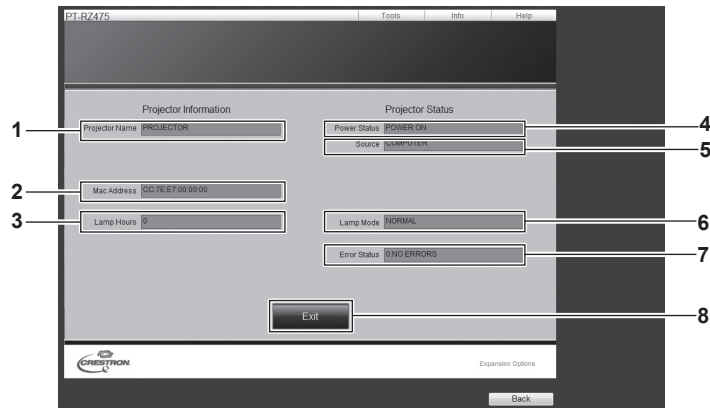 PT-RZ475
Tools Info Help
Projector Information
Projector Status
1
Projector Name PROJECTOR
Power Status POWER ON
4
Source COMPUTER
5
2
Mac Address CC:7E:E7:00:00:00
3
Lamp Hours 0
Lamp Mode NORMAL
6
Error Status 0:NO ERRORS
7
Exit
8
CRESTRON
Expansion Options
Back